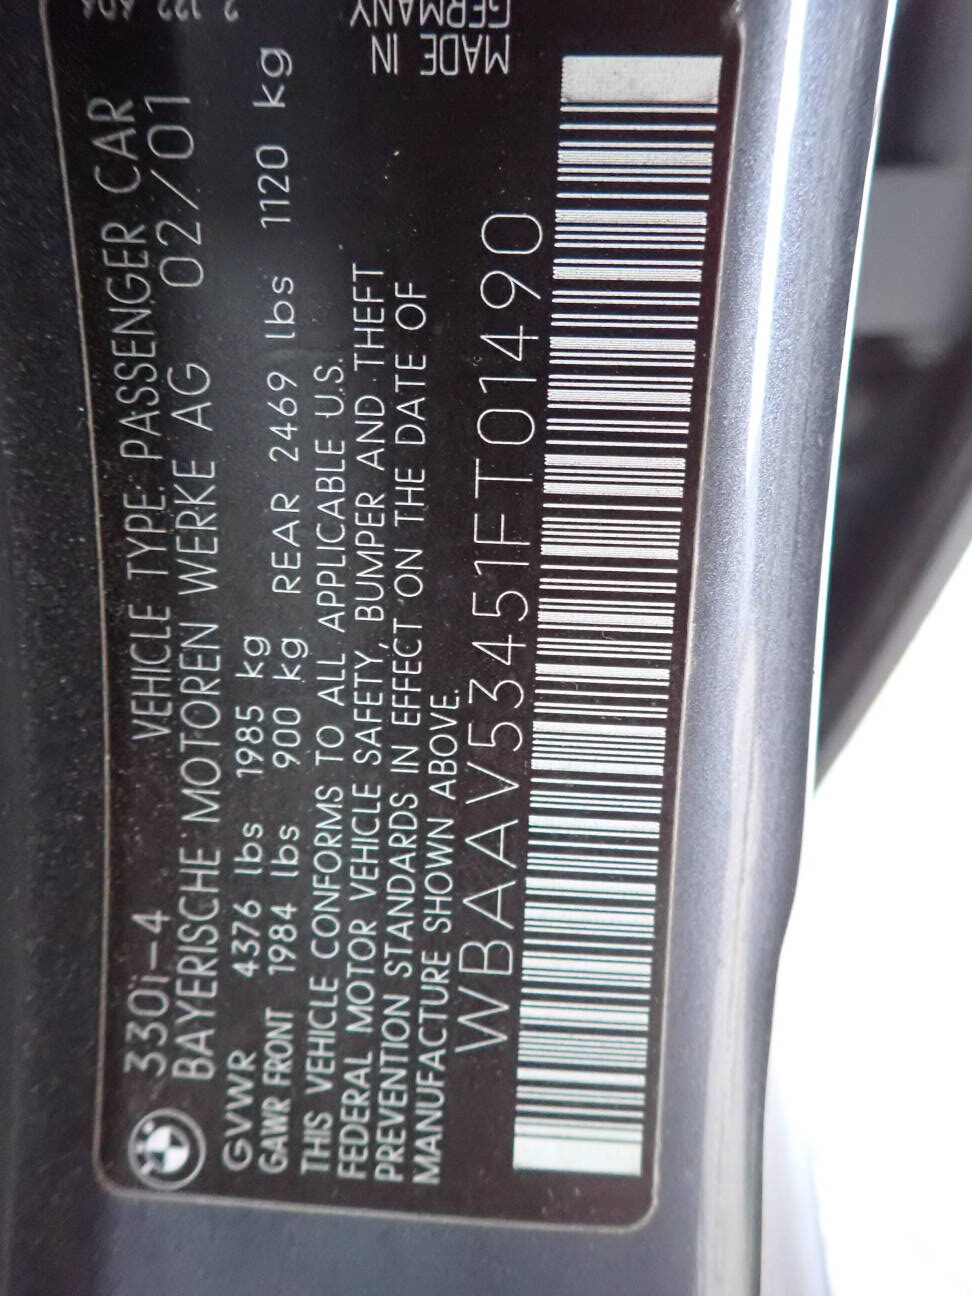 330i-4 VEHICLE TYPE: PASSENGER CAR
BAYERISCHE MOTOREN WERKE AG 02/01
GVWR 4376 lbs 1985 kg
GAWR FRONT 1984 lbs 900 kg REAR 2469 lbs 1120 kg
THIS VEHICLE CONFORMS TO ALL APPLICABLE U.S.
FEDERAL MOTOR VEHICLE SAFETY, BUMPER AND THEFT
PREVENTION STANDARDS IN EFFECT ON THE DATE OF
MANUFACTURE SHOWN ABOVE.
WBAAV53451FT01490
MADE IN
GERMANY